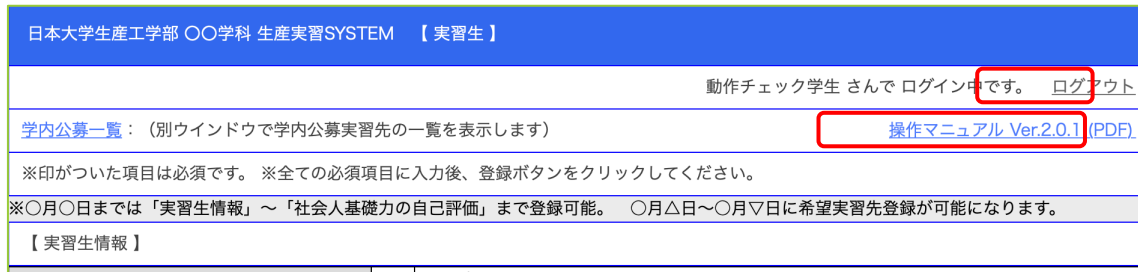 日本大学生産工学部 〇〇学科 生産実習SYSTEM 【 実習生 】
動作チェック学生 さんで ログイン中です。 ログアウト
学内公募一覧：（別ウインドウで学内公募実習先の一覧を表示します） 操作マニュアル Ver.2.0.1 (PDF)
※印がついた項目は必須です。 ※全ての必須項目に入力後、登録ボタンをクリックしてください。
※〇月〇日までは「実習生情報」～「社会人基礎力の自己評価」まで登録可能。 〇月△日～〇月▽日に希望実習先登録が可能になります。
【 実習生情報 】